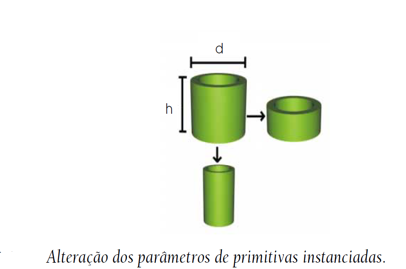 d
h
Alteração dos parâmetros de primitivas instanciadas.